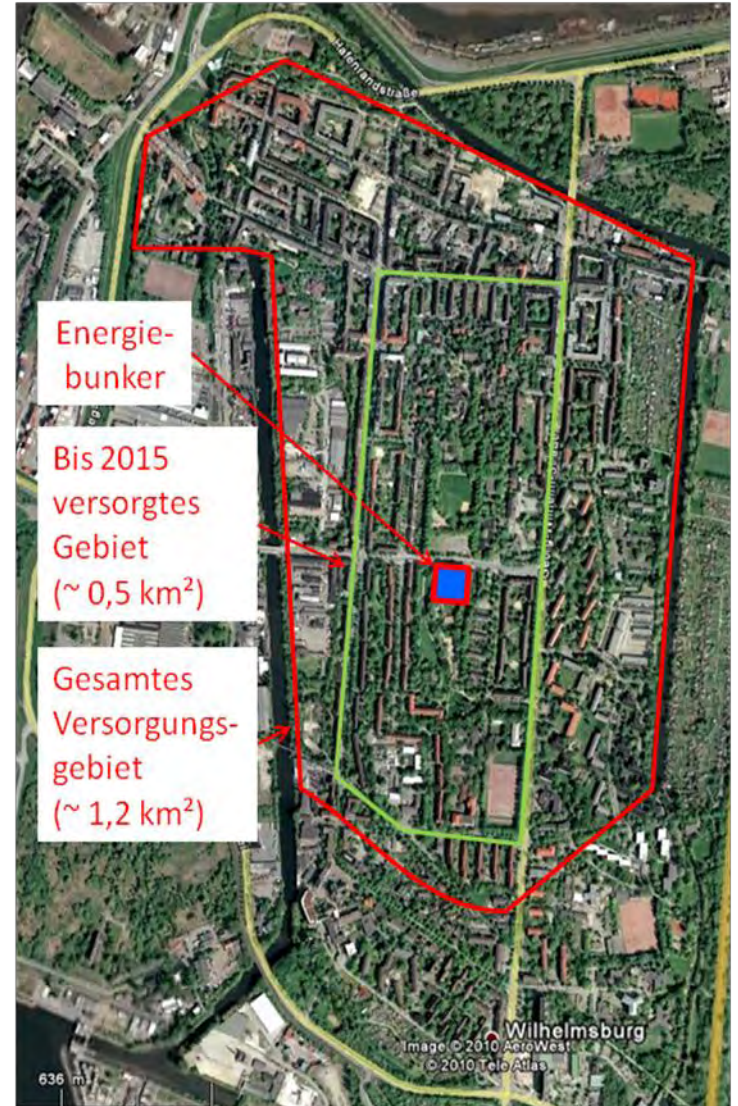 Hafenrandstraße
Energie-
bunker
Bis 2015
versorgtes
Gebiet
(~ 0,5 km²)
Gesamtes
Versorgungs-
gebiet
(~ 1,2 km²)
Wilhelmsburg
Image © 2010 AeroWest
© 2010 Tele Atlas
636 m